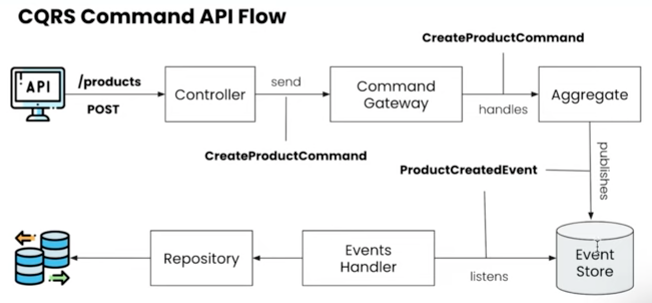 CQRS Command API Flow
CreateProductCommand
API
/products
POST
Controller
send
Command
Gateway
handles
Aggregate
CreateProductCommand
ProductCreatedEvent
publishes
Repository
Events
Handler
listens
Event
Store